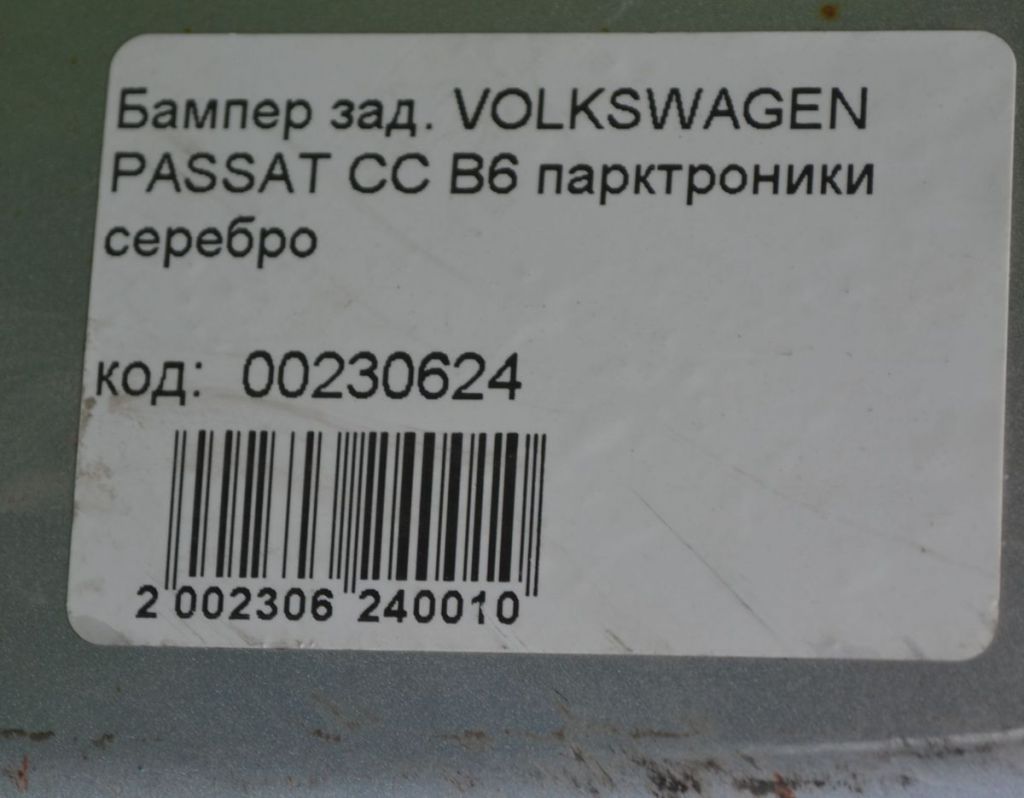 Бампер зад. VOLKSWAGEN
PASSAT CC B6 парктроники
серебро
код: 00230624
2 002306 240010